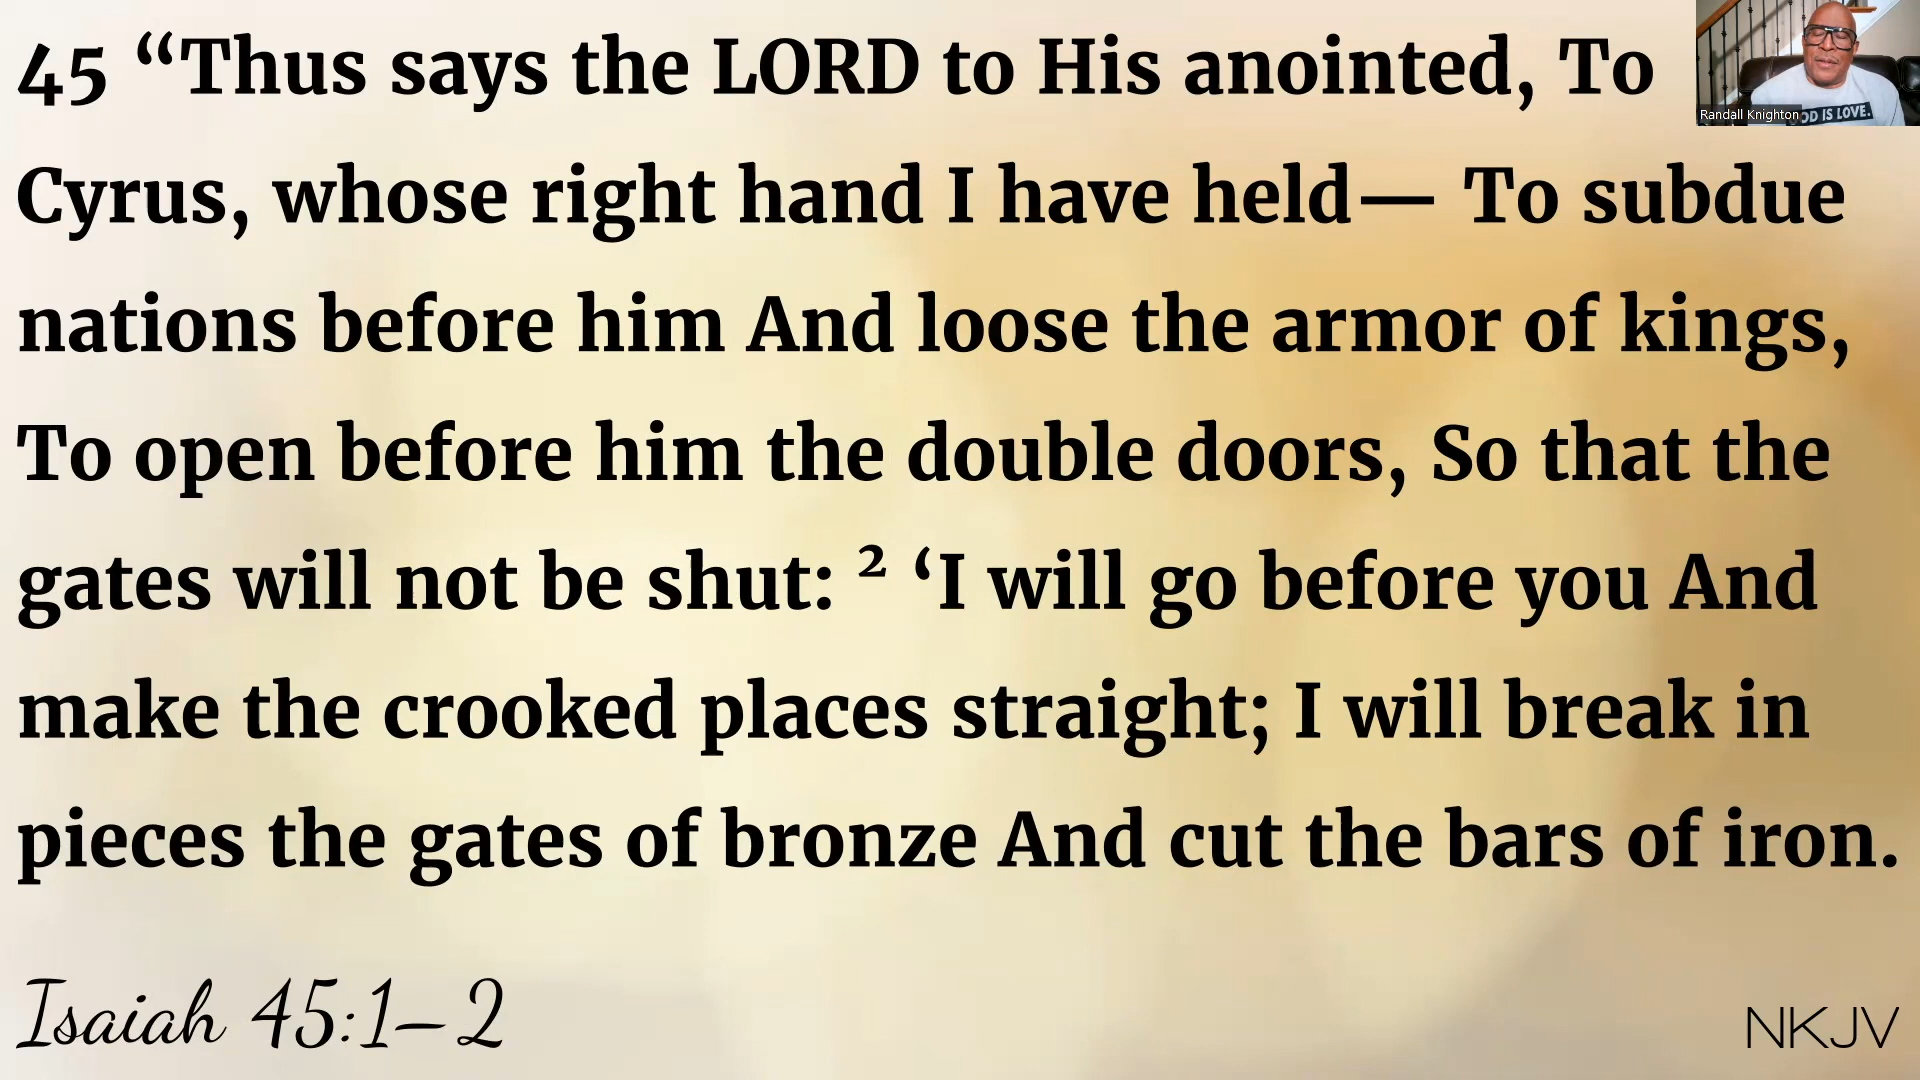 45 “Thus says the LORD to His anointed, To
Cyrus, whose right hand I have held— To subdue
nations before him And loose the armor of kings,
To open before him the double doors, So that the
gates will not be shut: ² ‘I will go before you And
make the crooked places straight; I will break in
pieces the gates of bronze And cut the bars of iron.
Isaiah 45:1–2
NKJV
Randall Knighton
OD IS LOVE.